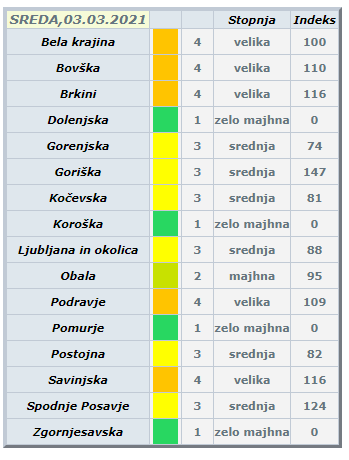 SREDA,03.03.2021 Stopnja Indeks
Bela krajina 4 velika 100
Bovška 4 velika 110
Brkini 4 velika 116
Dolenjska 1 zelo majhna 0
Gorenjska 3 srednja 74
Goriška 3 srednja 147
Kočevska 3 srednja 81
Koroška 1 zelo majhna 0
Ljubljana in okolica 3 srednja 88
Obala 2 majhna 95
Podravje 4 velika 109
Pomurje 1 zelo majhna 0
Postojna 3 srednja 82
Savinjska 4 velika 116
Spodnje Posavje 3 srednja 124
Zgornjesavska 1 zelo majhna 0